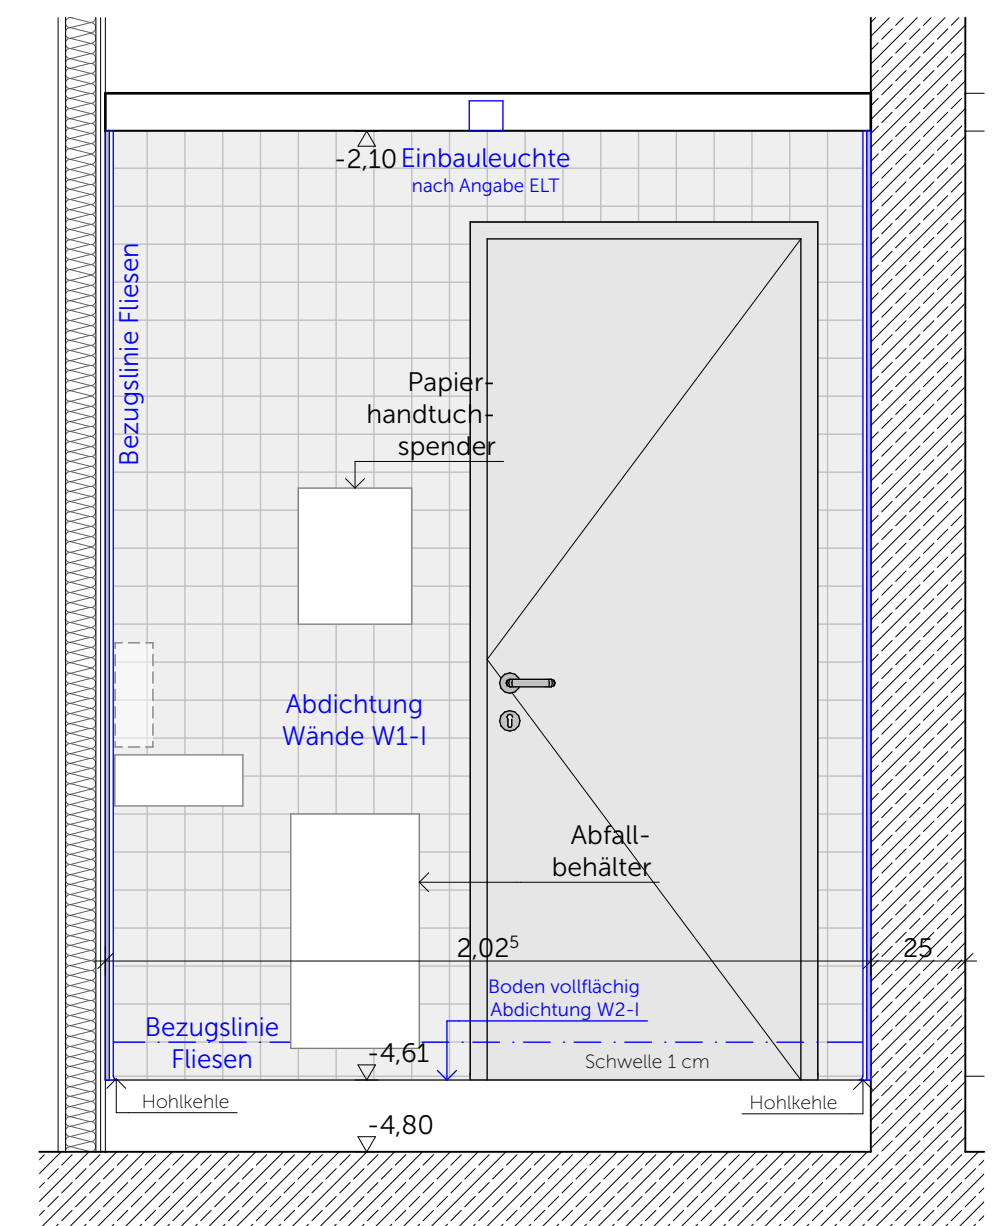 -2,10
Einbauleuchte
nach Angabe ELT
Bezugslinie Fliesen
Papier-
handtuch-
spender
Abdichtung
Wände W1-I
Abfall-
behälter
2,02⁵
25
Boden vollflächig
Abdichtung W2-I
Bezugslinie
Fliesen
-4,61
Schwelle 1 cm
Hohlkehle
Hohlkehle
-4,80